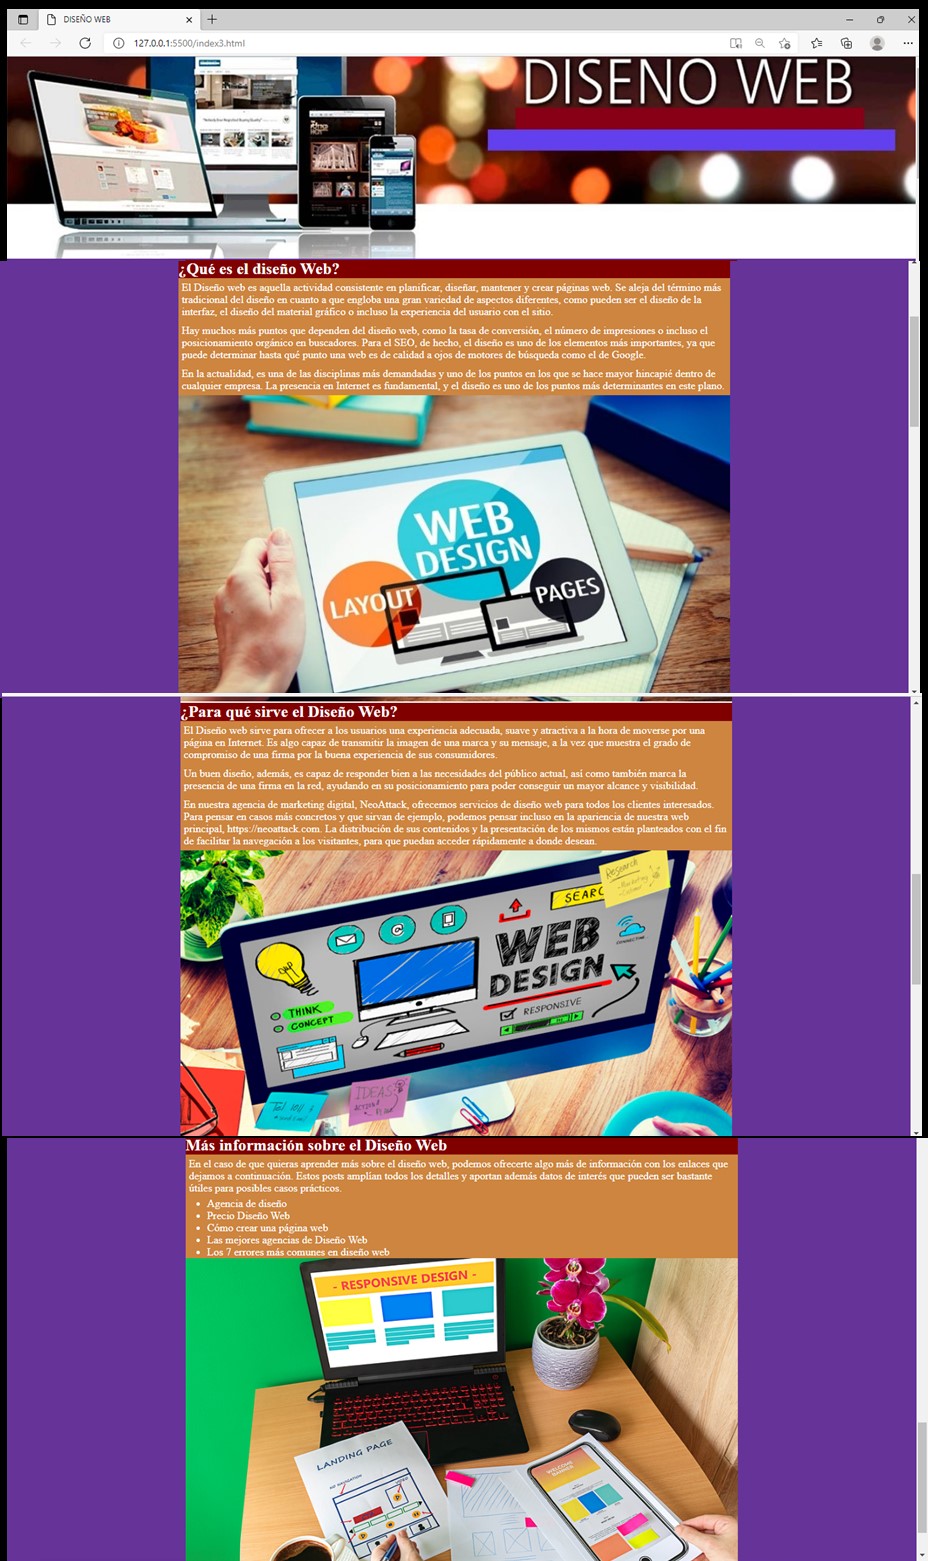 DISEÑO WEB
127.0.0.1:5500/index3.html
DISENO WEB
¿Qué es el diseño Web?
El Diseño web es aquella actividad consistente en planificar, diseñar, mantener y crear páginas web. Se aleja del término más
tradicional del diseño en cuanto a que engloba una gran variedad de aspectos diferentes, como pueden ser el diseño de la
interfaz, el diseño del material gráfico o incluso la experiencia del usuario con el sitio.
Hay muchos más puntos que dependen del diseño web, como la tasa de conversión, el número de impresiones o incluso el
posicionamiento orgánico en buscadores. Para el SEO, de hecho, el diseño es uno de los elementos más importantes, ya que
puede determinar hasta qué punto una web es de calidad a ojos de motores de búsqueda como el de Google.
En la actualidad, es una de las disciplinas más demandadas y uno de los puntos en los que se hace mayor hincapié dentro de
cualquier empresa. La presencia en Internet es fundamental, y el diseño es uno de los puntos más determinantes en este plano.
WEB
DESIGN
LAYOUT
PAGES
¿Para qué sirve el Diseño Web?
El Diseño web sirve para ofrecer a los usuarios una experiencia adecuada, suave y atractiva a la hora de moverse por una
página en Internet. Es algo capaz de transmitir la imagen de una marca y su mensaje, a la vez que muestra el grado de
compromiso de una firma por la buena experiencia de sus consumidores.
Un buen diseño, además, es capaz de responder bien a las necesidades del público actual, así como también marca la
presencia de una firma en la red, ayudando en su posicionamiento para poder conseguir un mayor alcance y visibilidad.
En nuestra agencia de marketing digital, NeoAttack, ofrecemos servicios de diseño web para todos los clientes interesados.
Para pensar en casos más concretos y que sirvan de ejemplo, podemos pensar incluso en la apariencia de nuestra web
principal, https://neoattack.com. La distribución de sus contenidos y la presentación de los mismos están planteados con el fin
de facilitar la navegación a los visitantes, para que puedan acceder rápidamente a donde desean.
Research
SEARC
WEB
DESIGN
RESPONSIVE
THINK
CONCEPT
IDEAS
Más información sobre el Diseño Web
En el caso de que quieras aprender más sobre el diseño web, podemos ofrecerte algo más de información con los enlaces que
dejamos a continuación. Estos posts amplían todos los detalles y aportan además datos de interés que pueden ser bastante
útiles para posibles casos prácticos.
• Agencia de diseño
• Precio Diseño Web
• Cómo crear una página web
• Las mejores agencias de Diseño Web
• Los 7 errores más comunes en diseño web
- RESPONSIVE DESIGN -
LANDING PAGE
WELCOME
BANNER